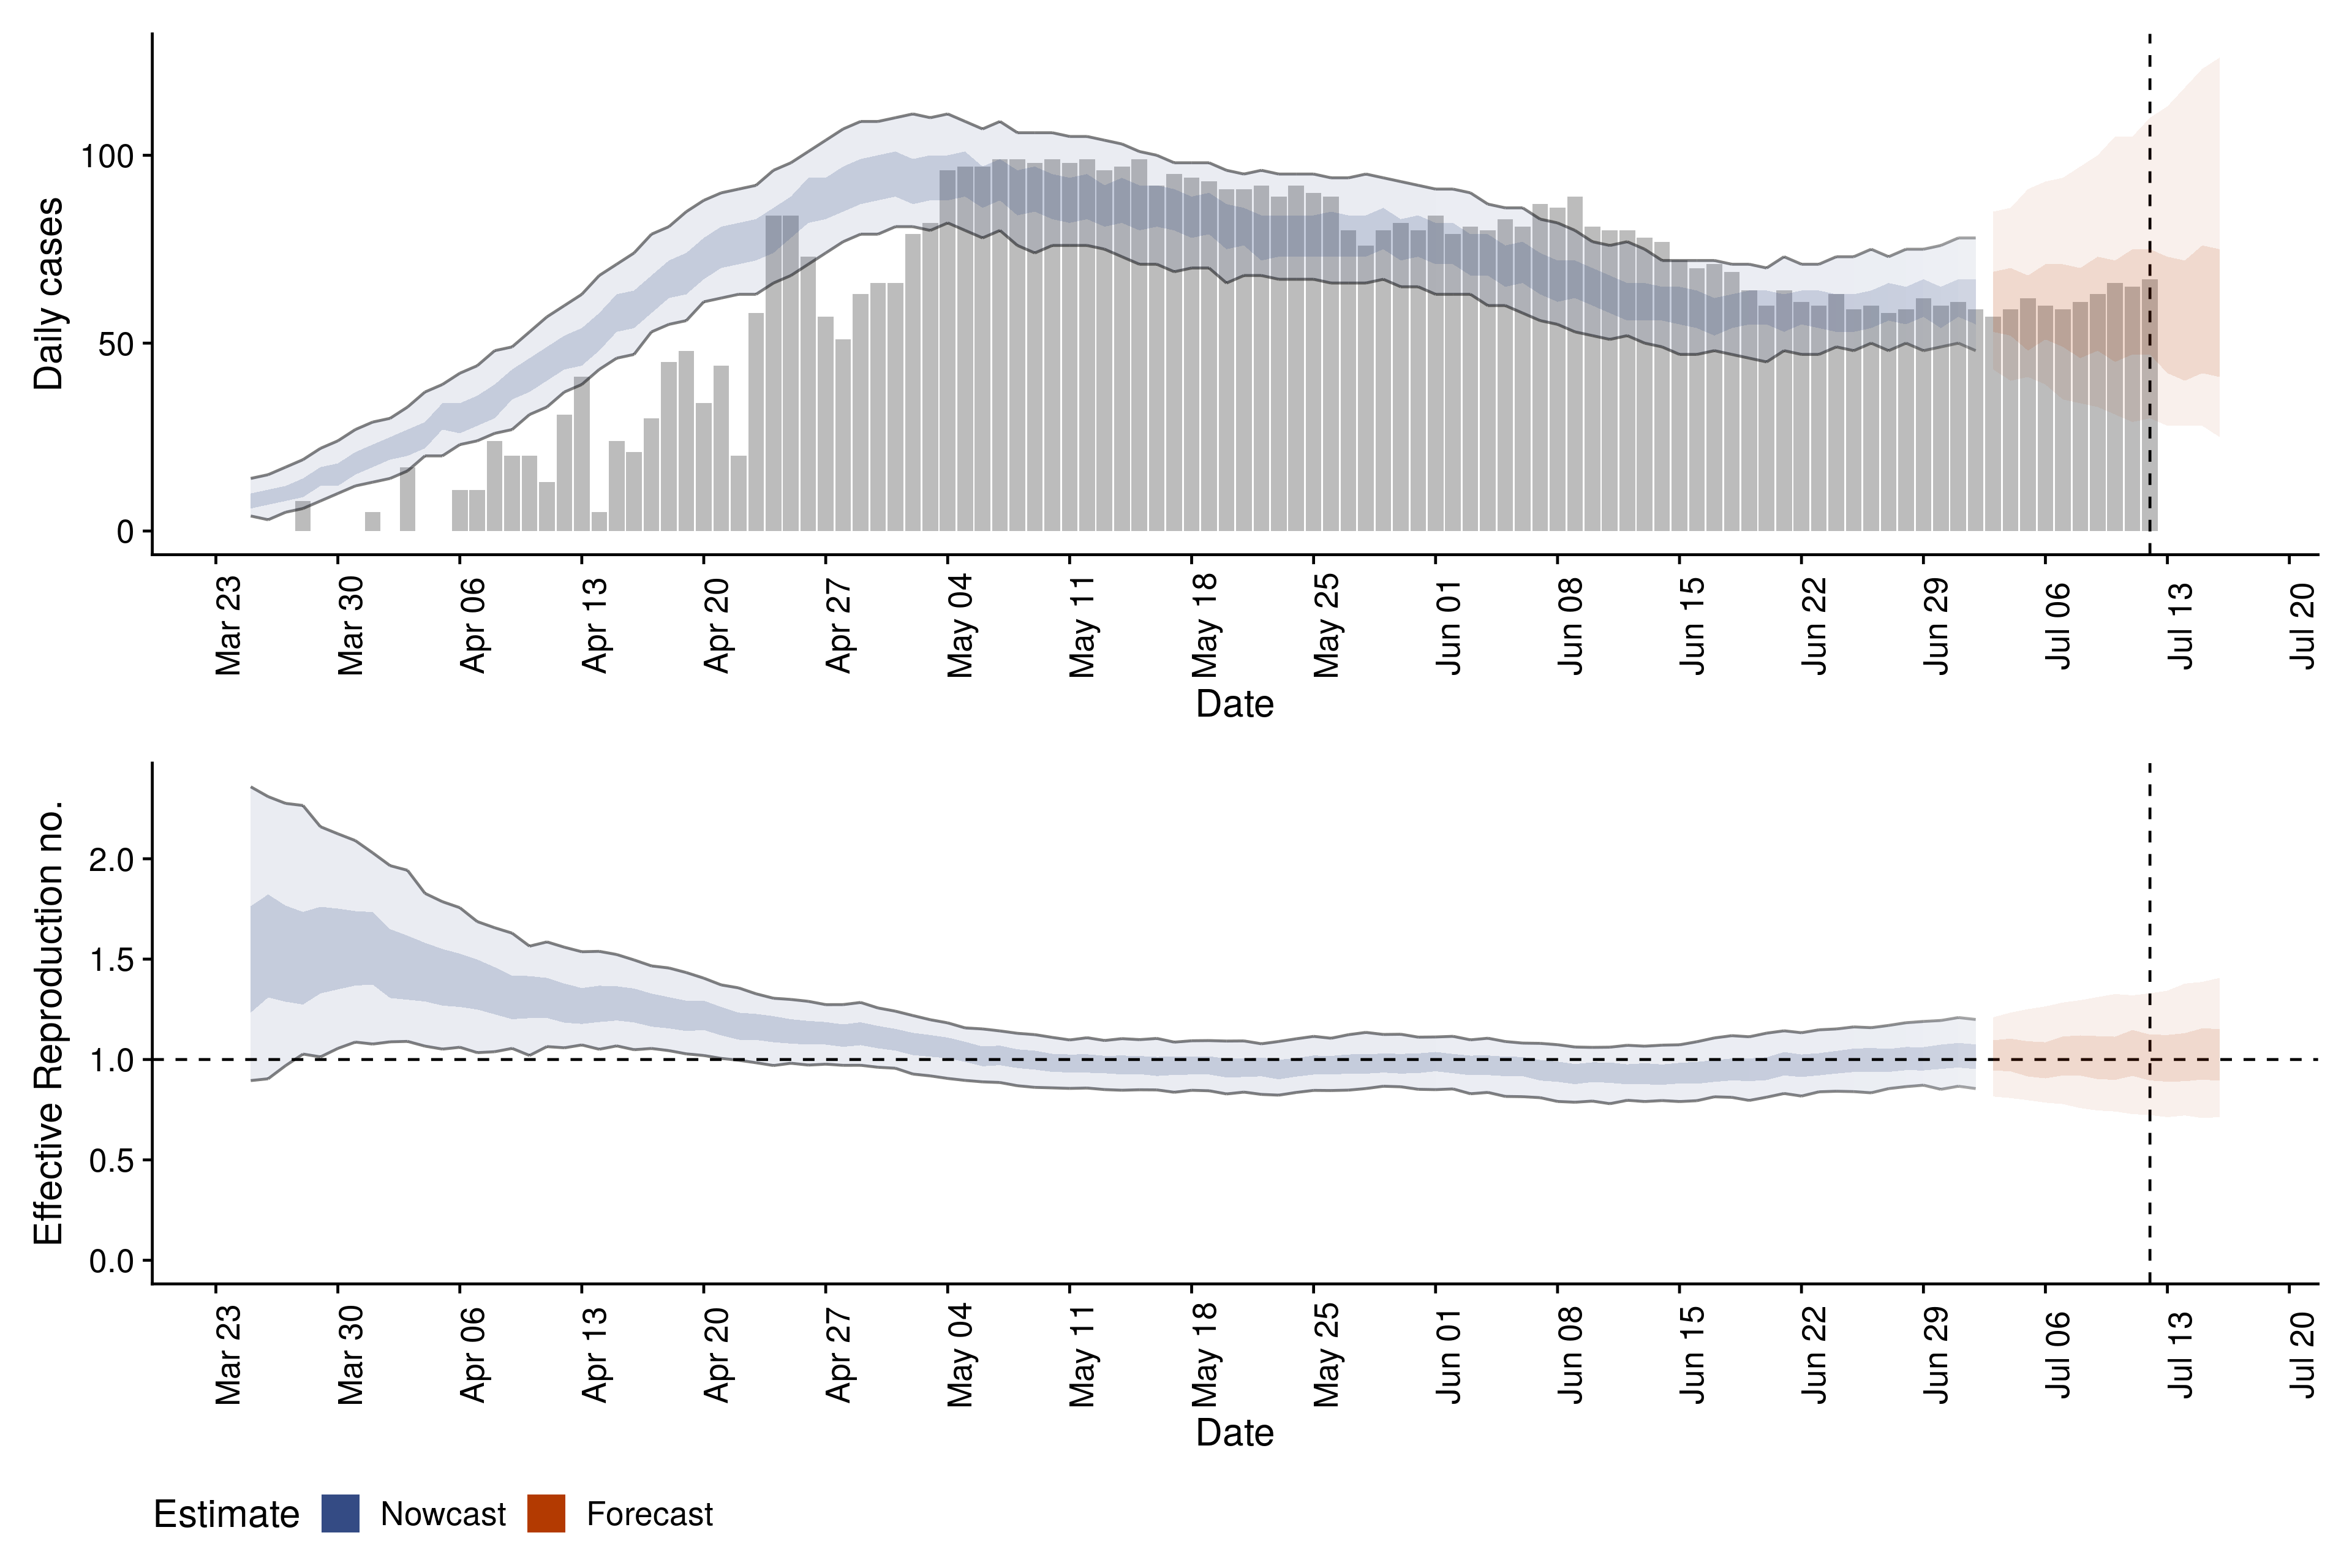 Daily cases
100
50
0
Mar 23
Mar 30
Apr 06
Apr 13
Apr 20
Apr 27
May 04
May 11
May 18
May 25
Jun 01
Jun 08
Jun 15
Jun 22
Jun 29
Jul 06
Jul 13
Jul 20
Date
Effective Reproduction no.
2.0
1.5
1.0
0.5
0.0
Mar 23
Mar 30
Apr 06
Apr 13
Apr 20
Apr 27
May 04
May 11
May 18
May 25
Jun 01
Jun 08
Jun 15
Jun 22
Jun 29
Jul 06
Jul 13
Jul 20
Date
Estimate Nowcast Forecast